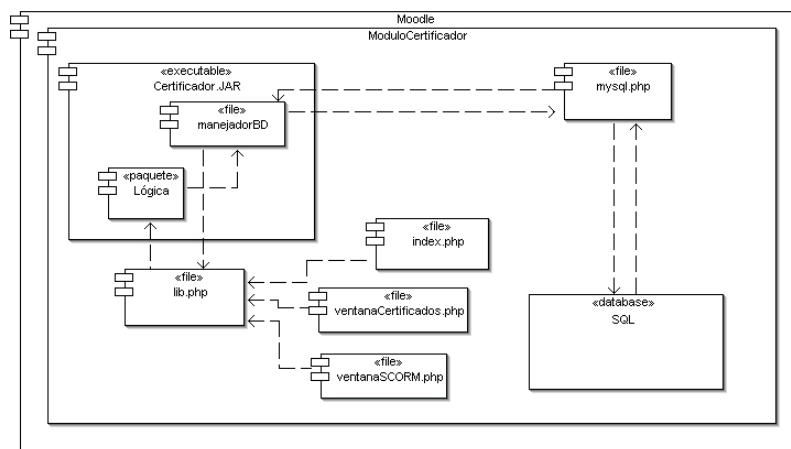 Moodle
ModuloCertificador
«executable»
Certificador.JAR
«file»
manejadorBD
«paquete»
Lógica
«file»
mysql.php
«file»
index.php
«file»
lib.php
«file»
ventanaCertificados.php
«file»
ventanaSCORM.php
«database»
SQL